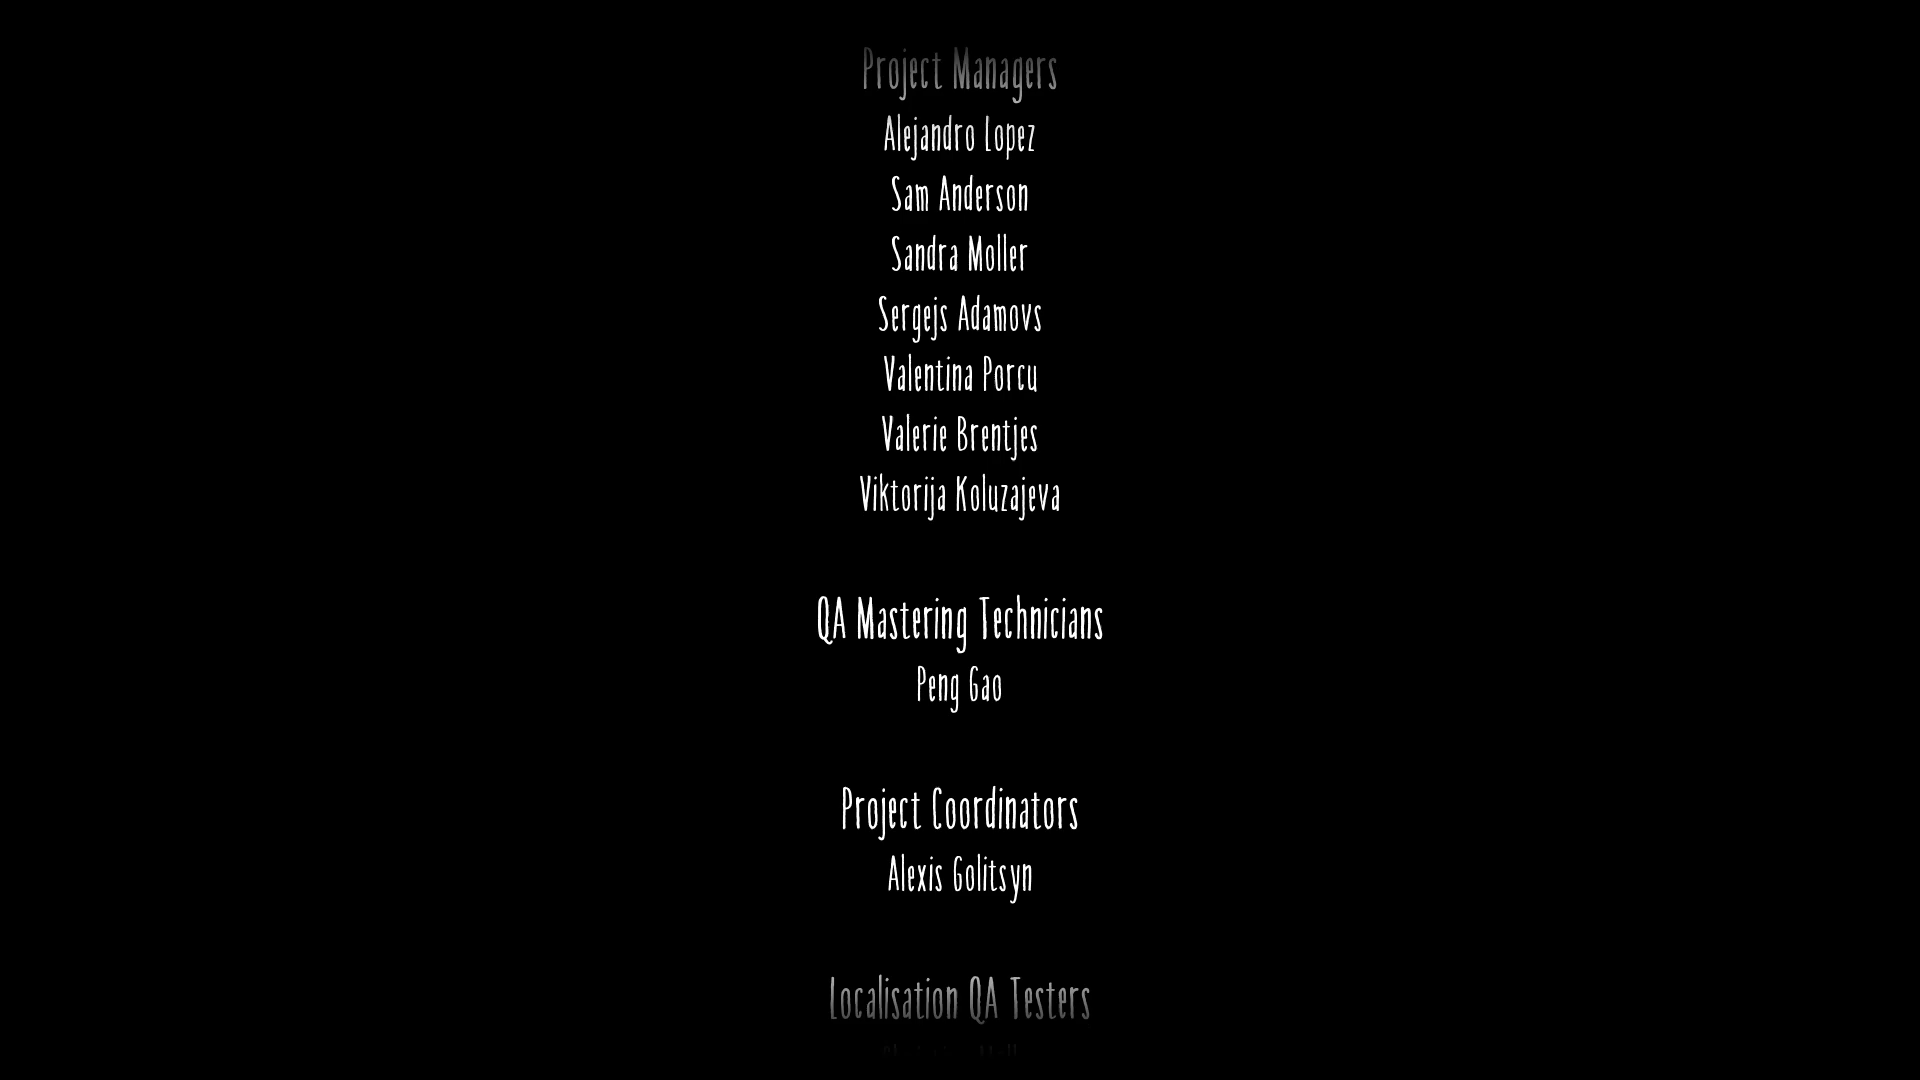 Project Managers
Alejandro Lopez
Sam Anderson
Sandra Moller
Sergejs Adamovs
Valentina Porcu
Valerie Brentjes
Viktorija Koluzajeva
QA Mastering Technicians
Peng Gao
Project Coordinators
Alexis Golitsyn
Localisation QA Testers